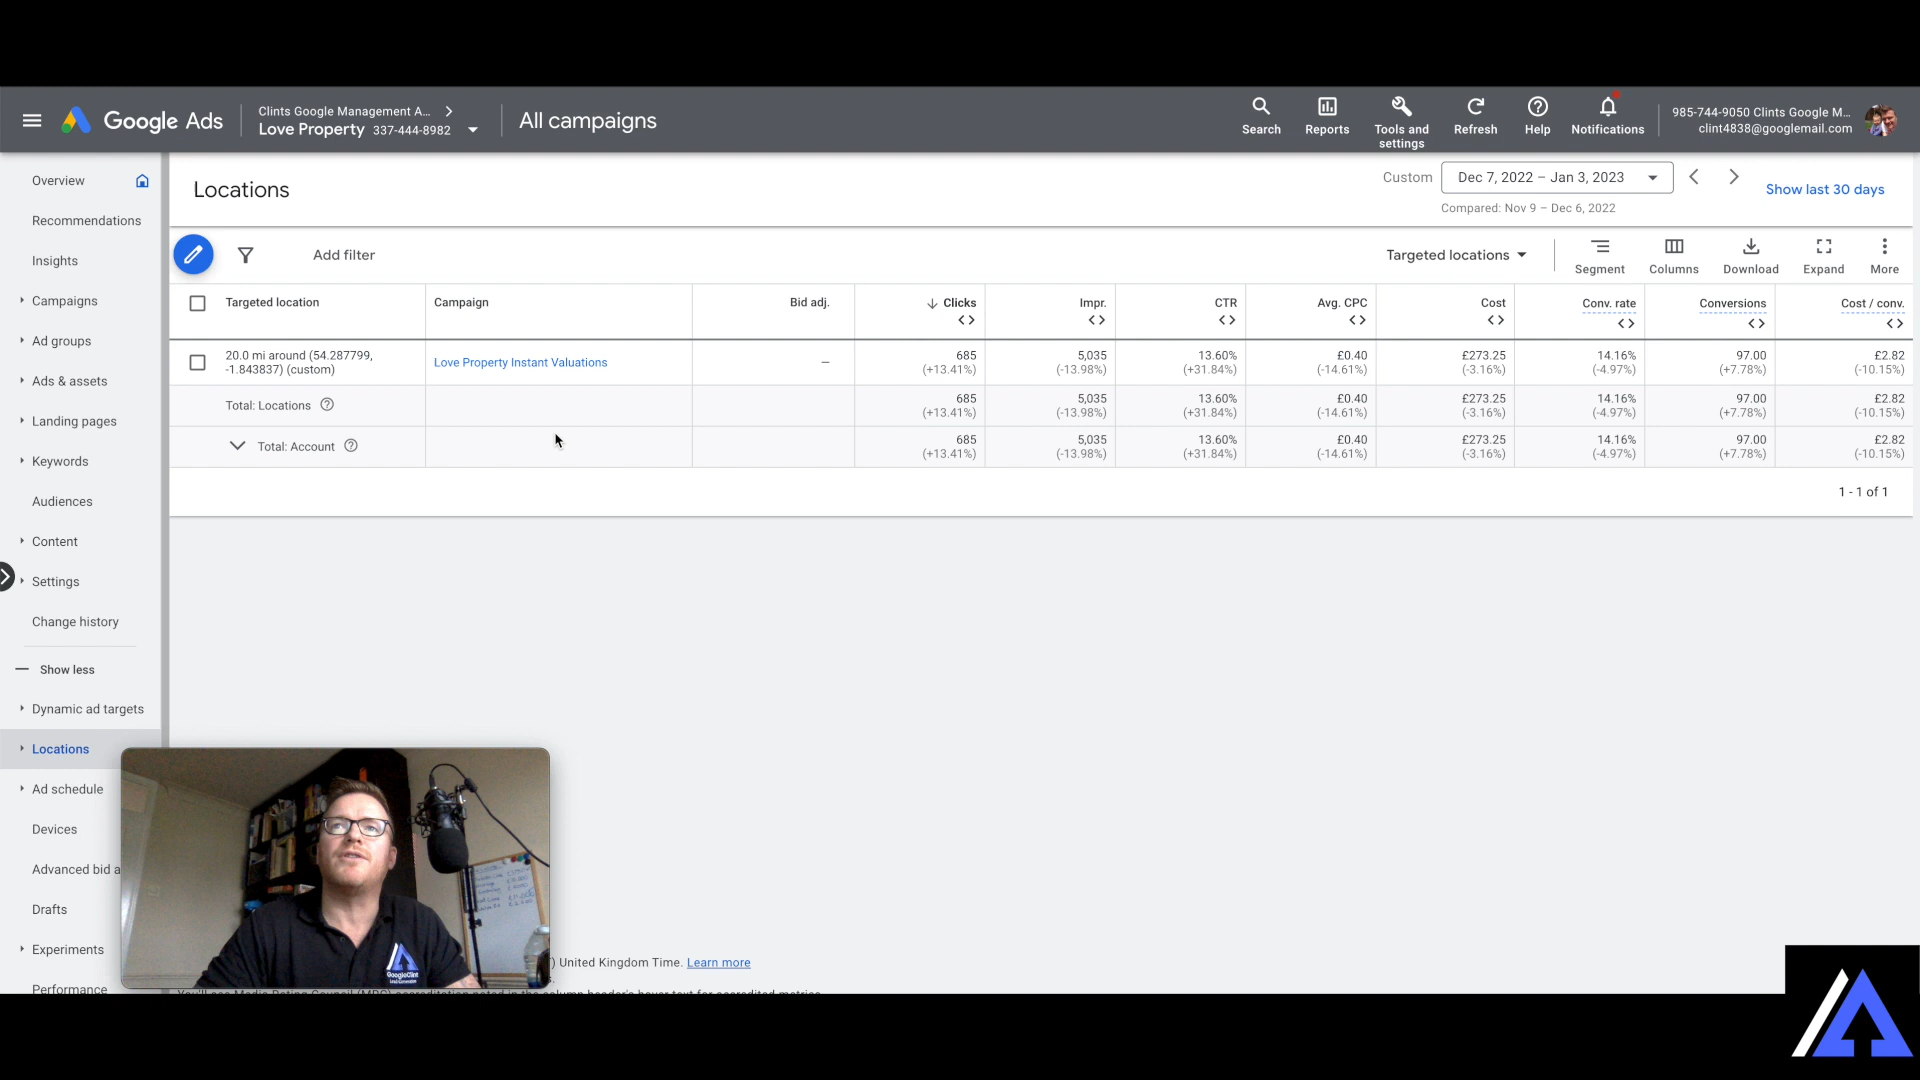 Google Ads
Clints Google Management A...
Love Property 337-444-8982
All campaigns
Search
Reports
Tools and settings
Refresh
Help
Notifications
985-744-9050 Clints Google M...
clint4838@googlemail.com
Overview
Recommendations
Insights
Campaigns
Ad groups
Ads & assets
Landing pages
Keywords
Audiences
Content
Settings
Change history
Show less
Dynamic ad targets
Locations
Ad schedule
Devices
Advanced bid a
Drafts
Experiments
Performance
Locations
Custom
Dec 7, 2022 – Jan 3, 2023
Compared: Nov 9 – Dec 6, 2022
Show last 30 days
Add filter
Targeted locations
Segment
Columns
Download
Expand
More
Targeted location Campaign Bid adj. Clicks Impr. CTR Avg. CPC Cost Conv. rate Conversions Cost / conv.
20.0 mi around (54.287799, -1.843837) (custom) Love Property Instant Valuations – 685 5,035 13.60% £0.40 £273.25 14.16% 97.00 £2.82
(+13.41%) (-13.98%) (+31.84%) (-14.61%) (-3.16%) (-4.97%) (+7.78%) (-10.15%)
Total: Locations 685 5,035 13.60% £0.40 £273.25 14.16% 97.00 £2.82
(+13.41%) (-13.98%) (+31.84%) (-14.61%) (-3.16%) (-4.97%) (+7.78%) (-10.15%)
Total: Account 685 5,035 13.60% £0.40 £273.25 14.16% 97.00 £2.82
(+13.41%) (-13.98%) (+31.84%) (-14.61%) (-3.16%) (-4.97%) (+7.78%) (-10.15%)
1 - 1 of 1
) United Kingdom Time. Learn more
GoogleClint